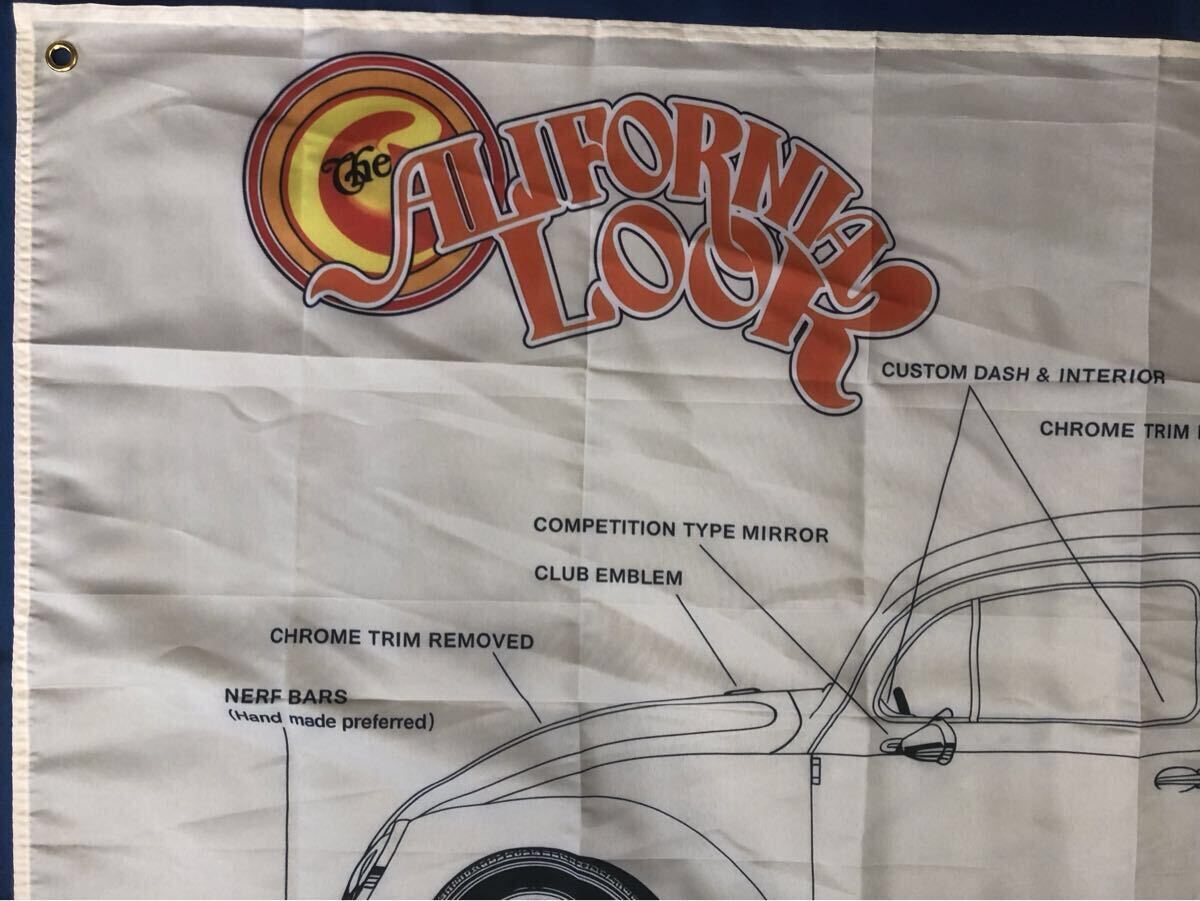 The
CALIFORNIA
LOOK
CUSTOM DASH & INTERIOR
CHROME TRIM
COMPETITION TYPE MIRROR
CLUB EMBLEM
CHROME TRIM REMOVED
NERF BARS
(Hand made preferred)